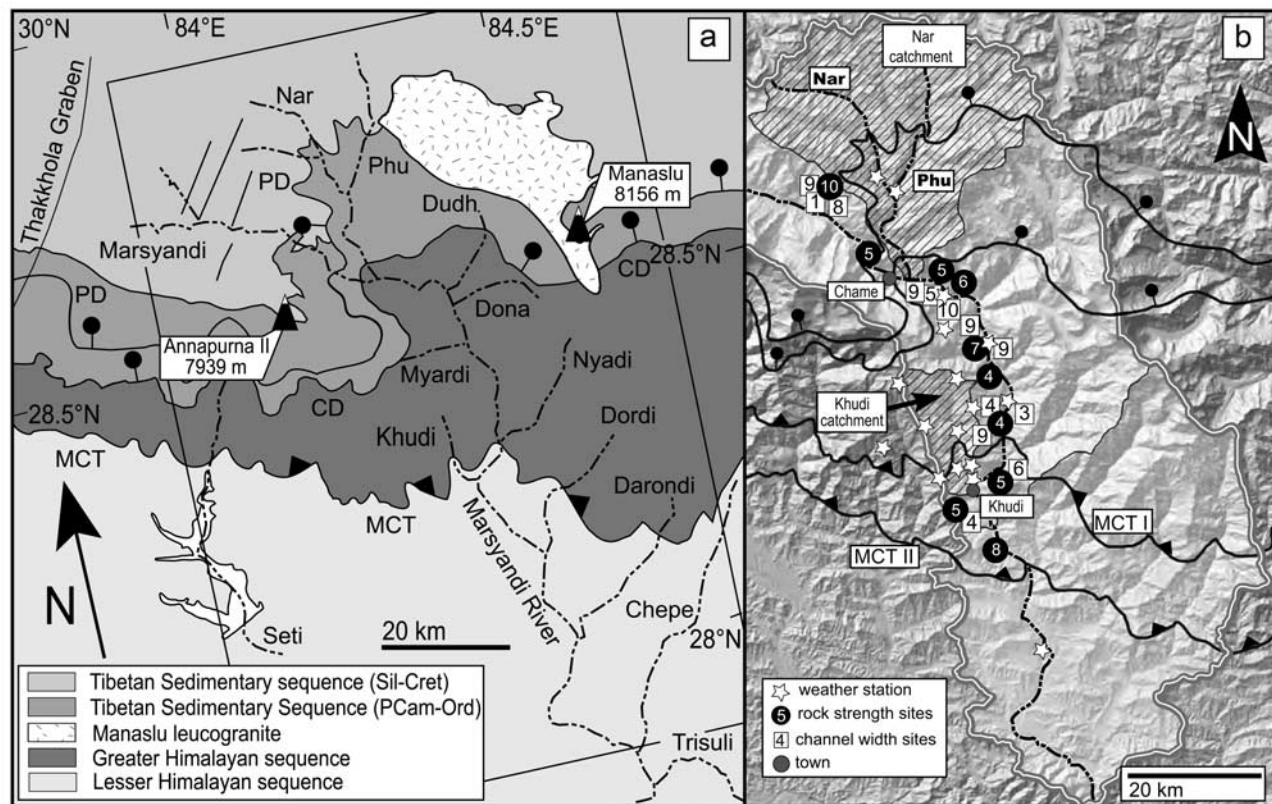 30°N
84°E
84.5°E
a
Thakkhola Graben
Nar
Phu
PD
Manaslu
8156 m
Dudh
Marsyandi
28.5°N
CD
PD
Dona
Annapurna II
7939 m
Nyadi
Myardi
28.5°N
CD
Dordi
Khudi
MCT
Darondi
MCT
Marsyandi River
N
Chepe
20 km
28°N
Seti
Tibetan Sedimentary sequence (Sil-Cret)
Tibetan Sedimentary Sequence (PCam-Ord)
Manaslu leucogranite
Greater Himalayan sequence
Lesser Himalayan sequence
Trisuli
b
Nar
catchment
Nar
N
9
10
1
8
Phu
5
5
6
Chame
9
5
10
9
7
9
4
Khudi
catchment
4
3
4
9
6
5
5
Khudi
4
MCT I
MCT II
8
weather station
5 rock strength sites
4 channel width sites
town
20 km